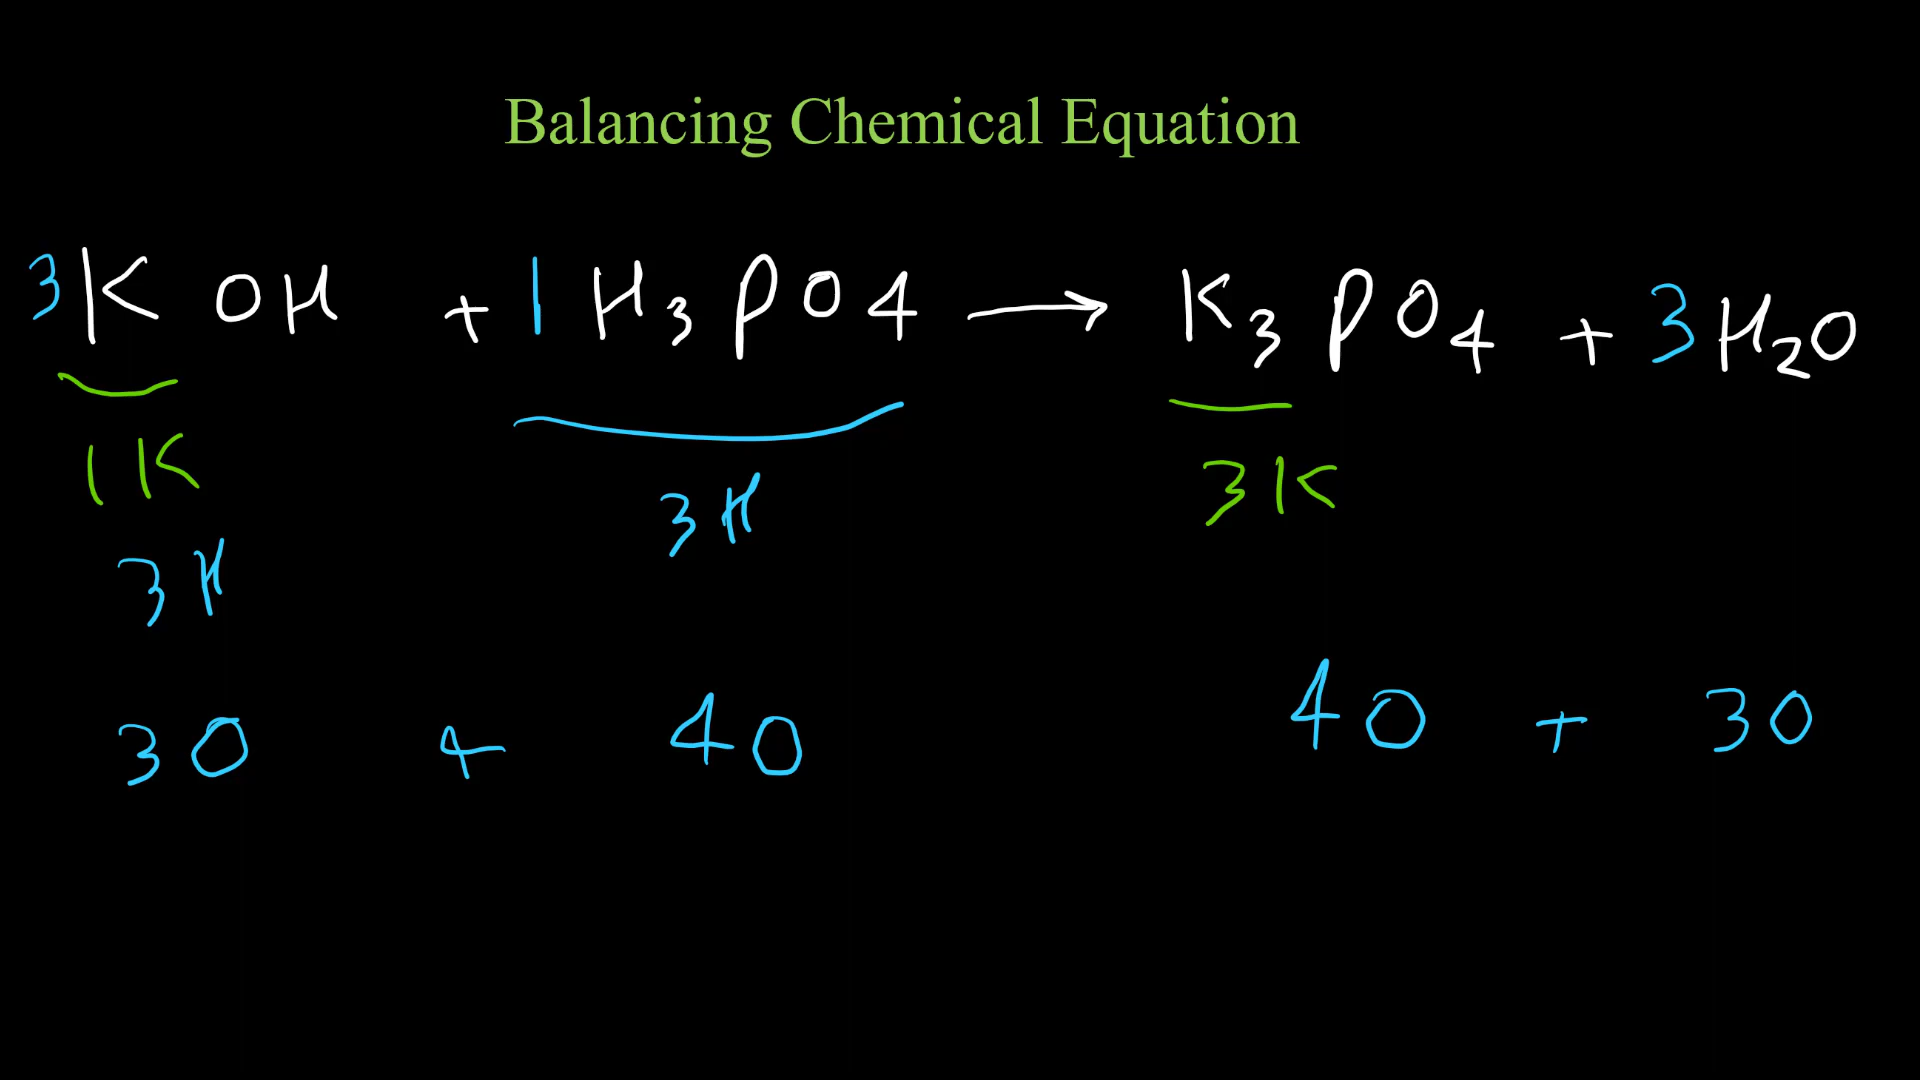 Balancing Chemical Equation
3KOH + 1H3PO4 → K3PO4 + 3H2O
1K 3K
3H 3H
3O + 4O 4O + 3O